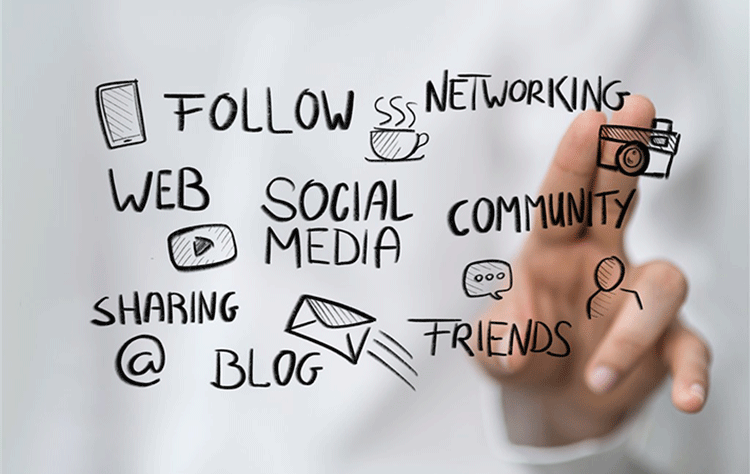 FOLLOW
NETWORKING
WEB
SOCIAL
MEDIA
COMMUNITY
SHARING
FRIENDS
@
BLOG